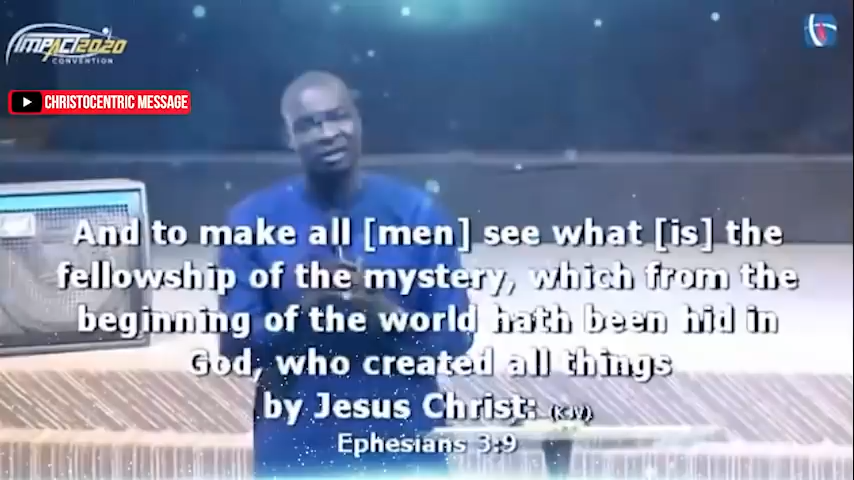 IMPACT2020
CONVENTION
CHRISTOCENTRIC MESSAGE
And to make all [men] see what [is] the
fellowship of the mystery, which from the
beginning of the world hath been hid in
God, who created all things
by Jesus Christ: (KJV)
Ephesians 3:9